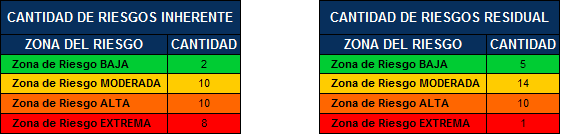 CANTIDAD DE RIESGOS INHERENTE
ZONA DEL RIESGO CANTIDAD
Zona de Riesgo BAJA 2
Zona de Riesgo MODERADA 10
Zona de Riesgo ALTA 10
Zona de Riesgo EXTREMA 8
CANTIDAD DE RIESGOS RESIDUAL
ZONA DEL RIESGO CANTIDAD
Zona de Riesgo BAJA 5
Zona de Riesgo MODERADA 14
Zona de Riesgo ALTA 10
Zona de Riesgo EXTREMA 1